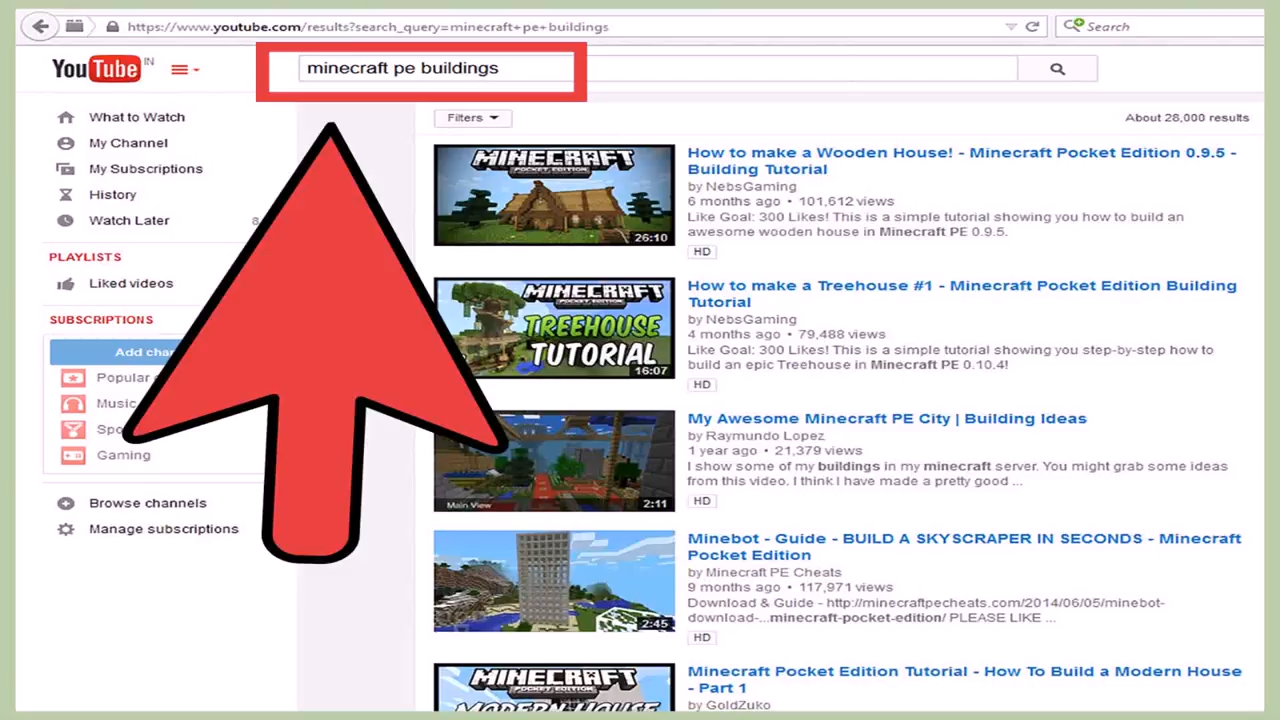 https://www.youtube.com/results?search_query=minecraft+pe+buildings
Search
YouTube IN
minecraft pe buildings
What to Watch
My Channel
My Subscriptions
History
Watch Later
8
PLAYLISTS
Liked videos
SUBSCRIPTIONS
Add
Popular
Music
Gaming
Browse channels
Manage subscriptions
Filters
About 28,000 results
MINECRAFT
POCKET EDITION
26:10
How to make a Wooden House! - Minecraft Pocket Edition 0.9.5 -
Building Tutorial
by NebsGaming
6 months ago • 101,612 views
Like Goal: 300 Likes! This is a simple tutorial showing you how to build an
awesome wooden house in Minecraft PE 0.9.5.
HD
MINECRAFT
POCKET EDITION
TREEHOUSE
TUTORIAL
16:07
How to make a Treehouse #1 - Minecraft Pocket Edition Building
Tutorial
by NebsGaming
4 months ago • 79,488 views
Like Goal: 300 Likes! This is a simple tutorial showing you step-by-step how to
build an epic Treehouse in Minecraft PE 0.10.4!
HD
Main View
2:11
My Awesome Minecraft PE City | Building Ideas
by Raymundo Lopez
1 year ago • 21,379 views
I show some of my buildings in my minecraft server. You might grab some ideas
from this video. I think I have made a pretty good ...
HD
2:45
Minebot - Guide - BUILD A SKYSCRAPER IN SECONDS - Minecraft
Pocket Edition
by Minecraft PE Cheats
9 months ago • 117,971 views
Download & Guide - http://minecraftpecheats.com/2014/06/05/minebot-
download-...minecraft-pocket-edition/ PLEASE LIKE ...
HD
MINECRAFT
POCKET EDITION
MODERN HOUSE
Minecraft Pocket Edition Tutorial - How To Build a Modern House
- Part 1
by GoldZuko